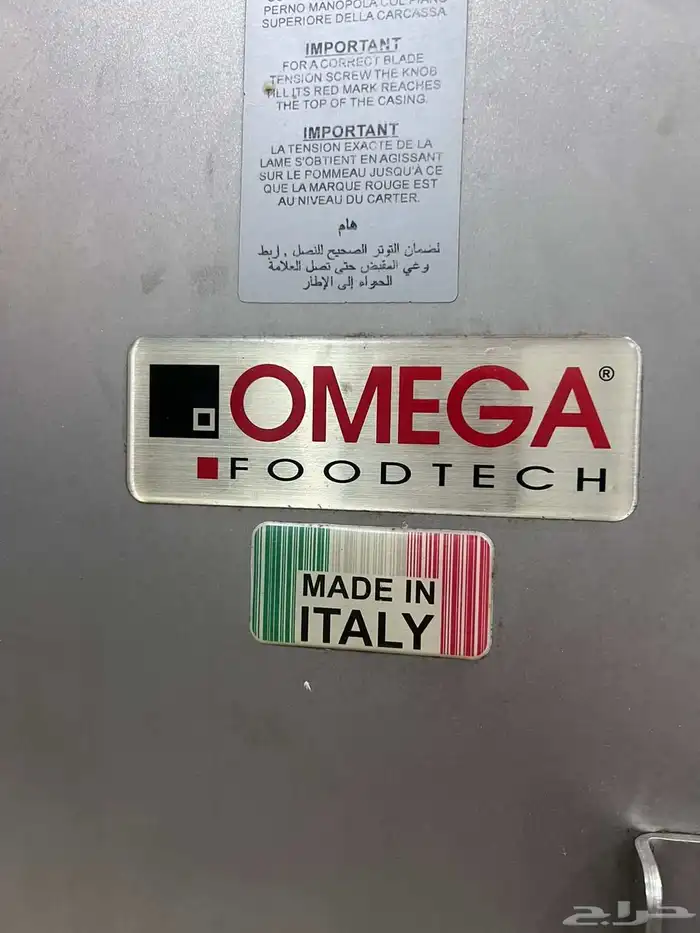 PERNO MANOPOLA COL PIANO
SUPERIORE DELLA CARCASSA
IMPORTANT
FOR A CORRECT BLADE
TENSION SCREW THE KNOB
TILL ITS RED MARK REACHES
THE TOP OF THE CASING.
IMPORTANT
LA TENSION EXACTE DE LA
LAME S'OBTIENT EN AGISSANT
SUR LE POMMEAU JUSQU'À CE
QUE LA MARQUE ROUGE EST
AU NIVEAU DU CARTER.
هام
لضمان التوتر الصحيح للنصل , إربط
وغي المقبض حتى تصل العلامة
الحمراء إلى الإطار
OMEGA®
FOODTECH
MADE IN
ITALY
حراج